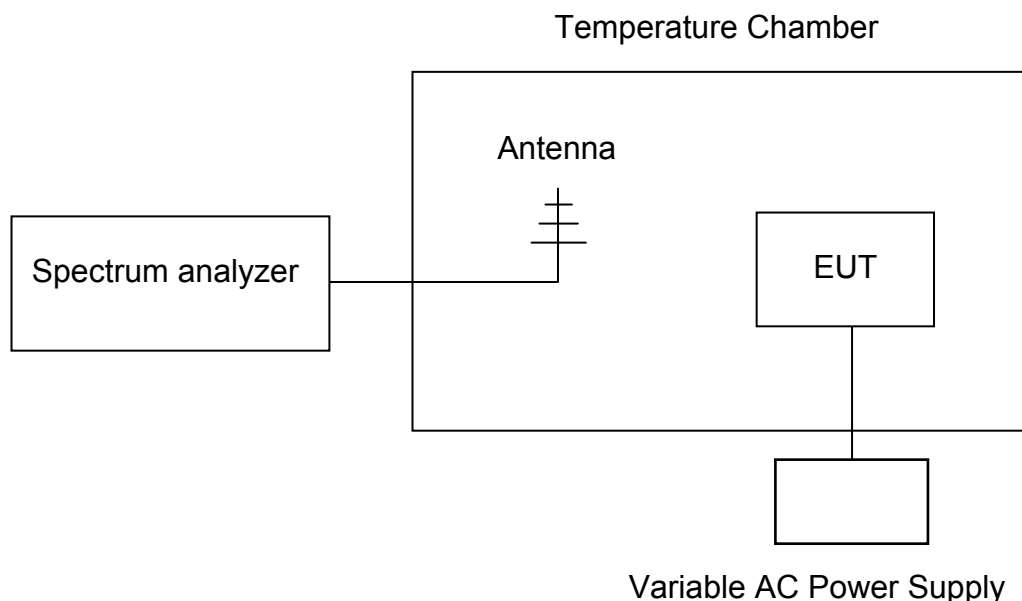 Temperature Chamber
Antenna
Spectrum analyzer
EUT
Variable AC Power Supply